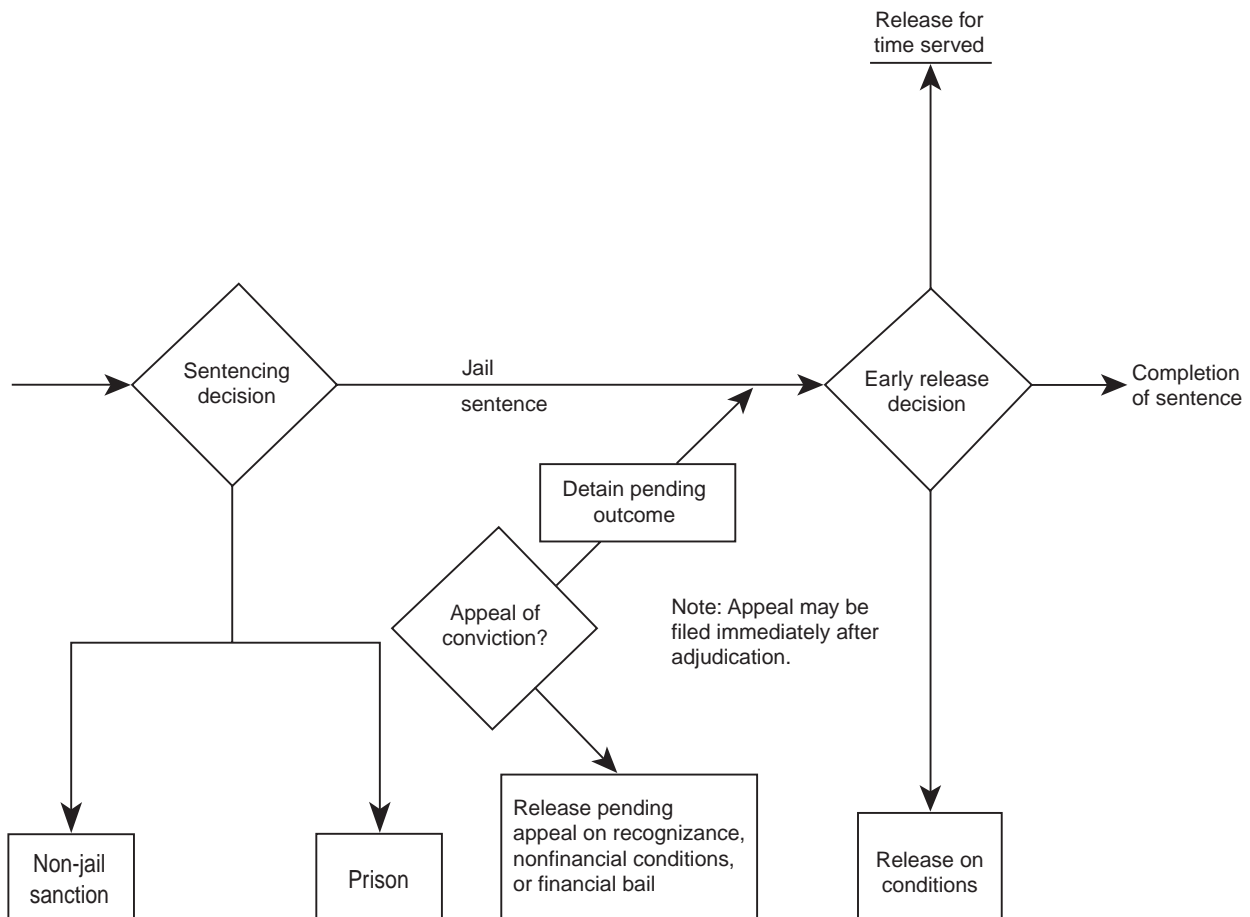 Release for
time served
Sentencing
decision
Jail
sentence
Early release
decision
Completion
of sentence
Detain pending
outcome
Appeal of
conviction?
Note: Appeal may be
filed immediately after
adjudication.
Non-jail
sanction
Prison
Release pending
appeal on recognizance,
nonfinancial conditions,
or financial bail
Release on
conditions